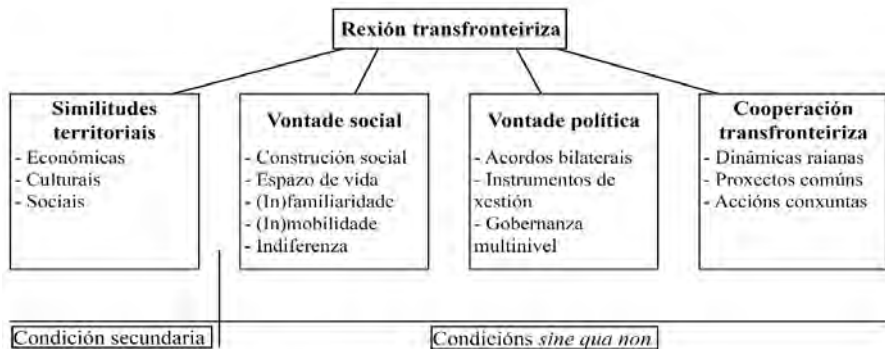 Rexión transfronteiriza
Similitudes
territoriais
- Económicas
- Culturais
- Sociais
Vontade social
- Construción social
- Espazo de vida
- (In)familiaridade
- (In)mobilidade
- Indiferenza
Vontade política
- Acordos bilaterais
- Instrumentos de
xestión
- Gobernanza
multinivel
Cooperación
transfronteiriza
- Dinámicas raianas
- Proxectos comúns
- Accións conxuntas
Condición secundaria
Condicións sine qua non